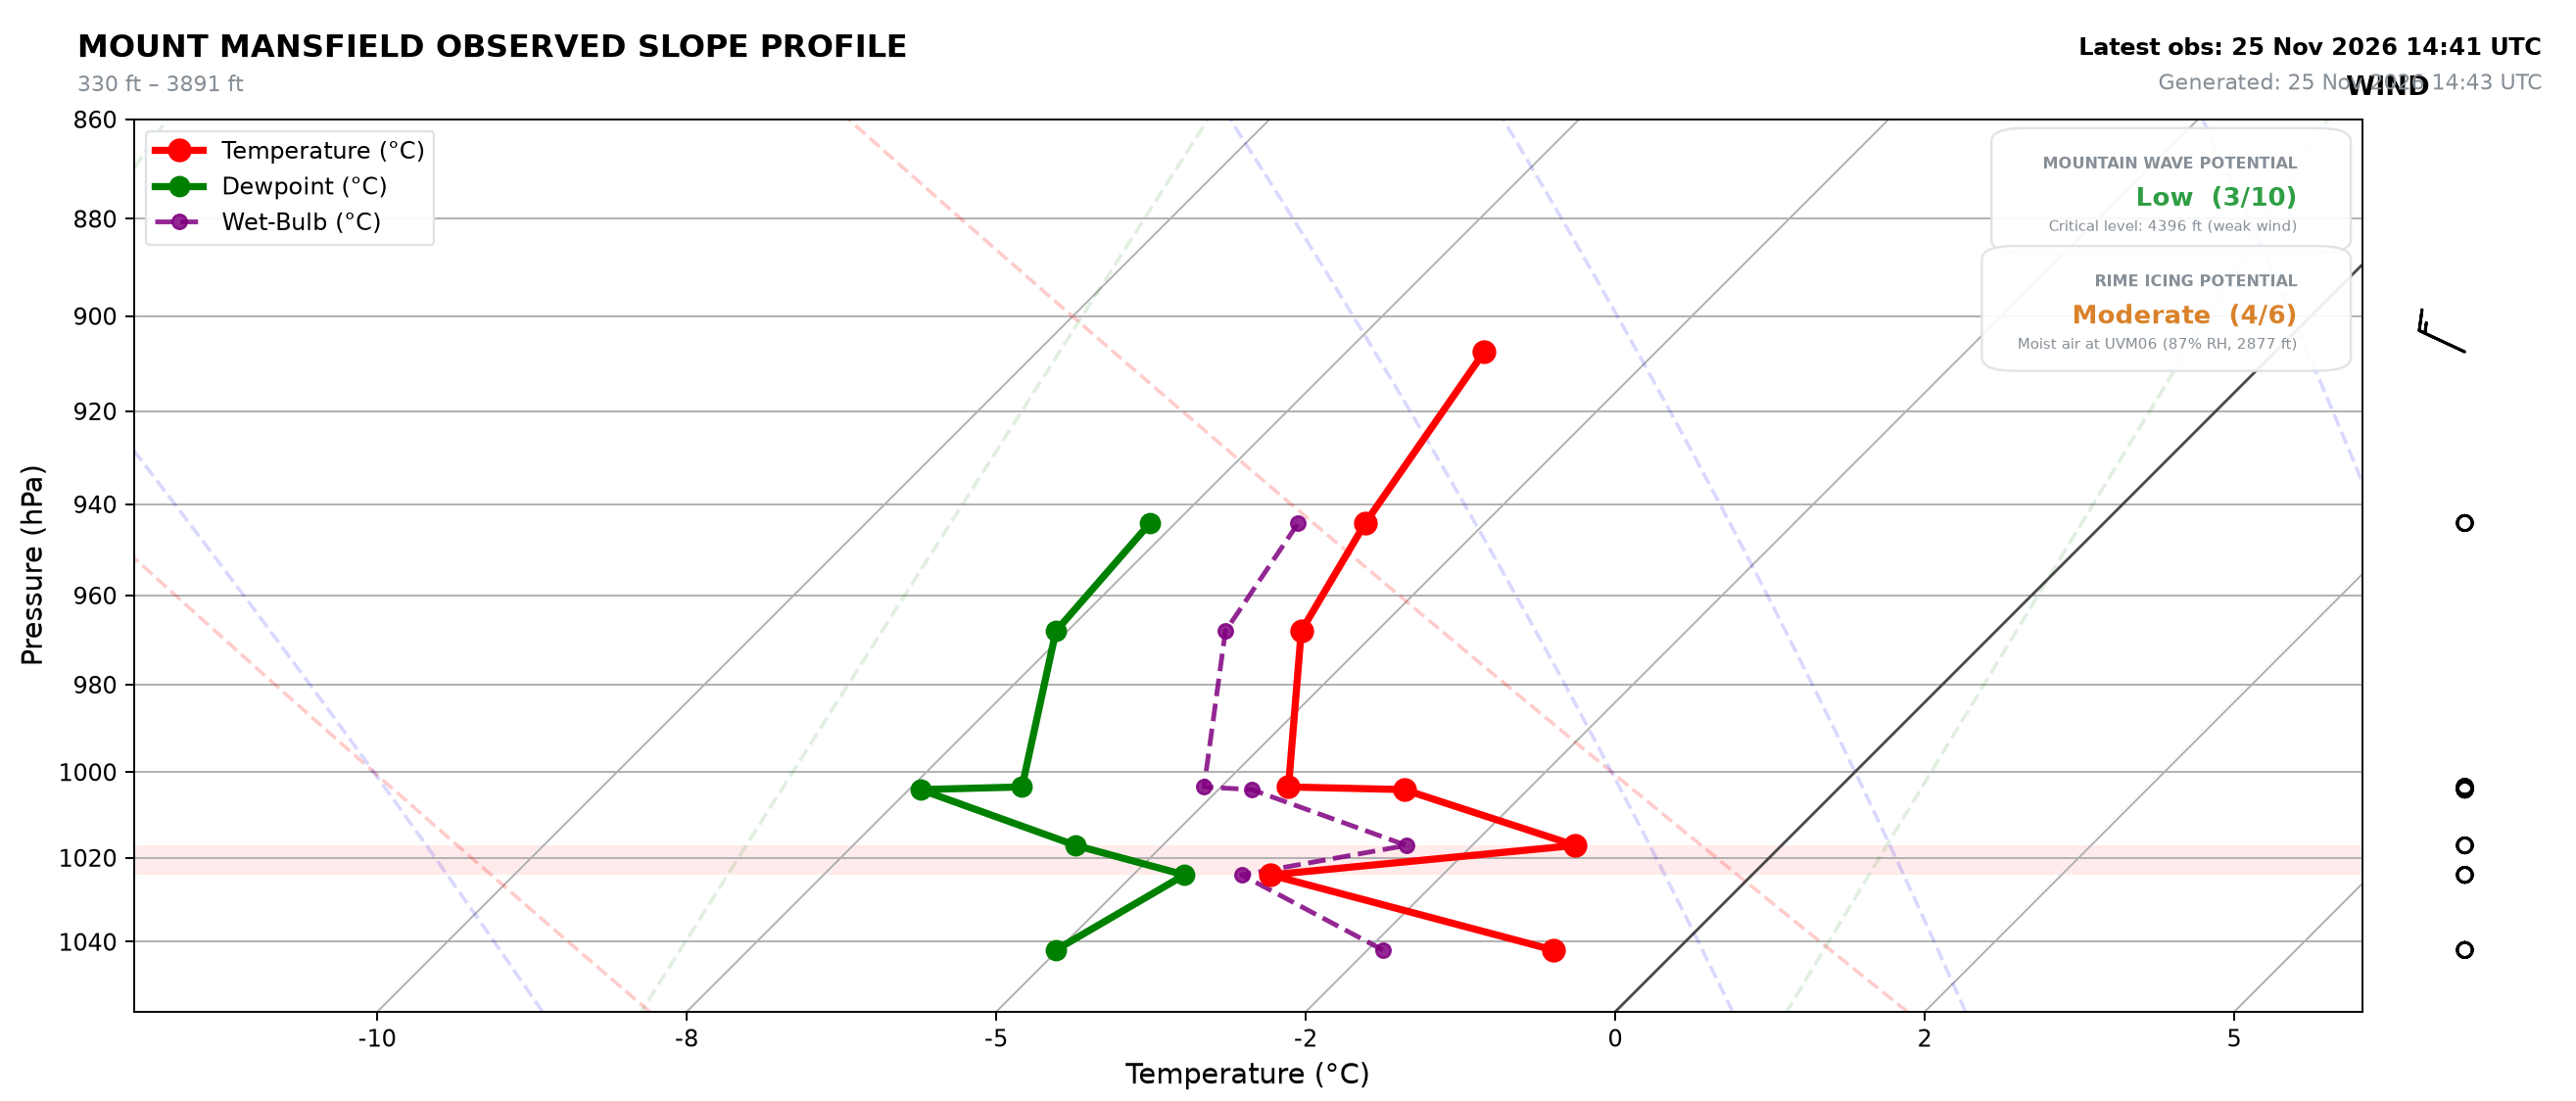 MOUNT MANSFIELD OBSERVED SLOPE PROFILE
330 ft – 3891 ft
Latest obs: 25 Nov 2026 14:41 UTC
Generated: 25 Nov 2026 14:43 UTC
WIND
Temperature (°C)
Dewpoint (°C)
Wet-Bulb (°C)
MOUNTAIN WAVE POTENTIAL
Low (3/10)
Critical level: 4396 ft (weak wind)
RIME ICING POTENTIAL
Moderate (4/6)
Moist air at UVM06 (87% RH, 2877 ft)
Pressure (hPa)
860
880
900
920
940
960
980
1000
1020
1040
-10 -8 -5 -2 0 2 5
Temperature (°C)